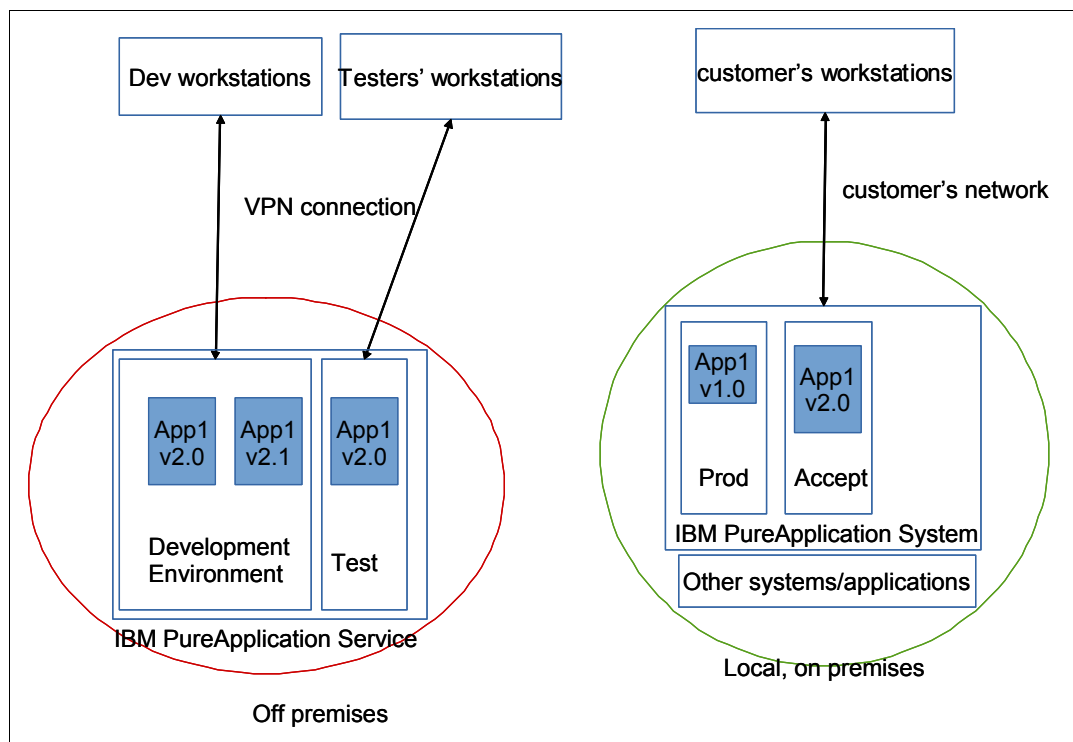 Dev workstations
Testers' workstations
customer's workstations
VPN connection
customer's network
App1
v2.0
App1
v2.1
App1
v2.0
Development
Environment
Test
IBM PureApplication Service
Off premises
App1
v1.0
App1
v2.0
Prod
Accept
IBM PureApplication System
Other systems/applications
Local, on premises